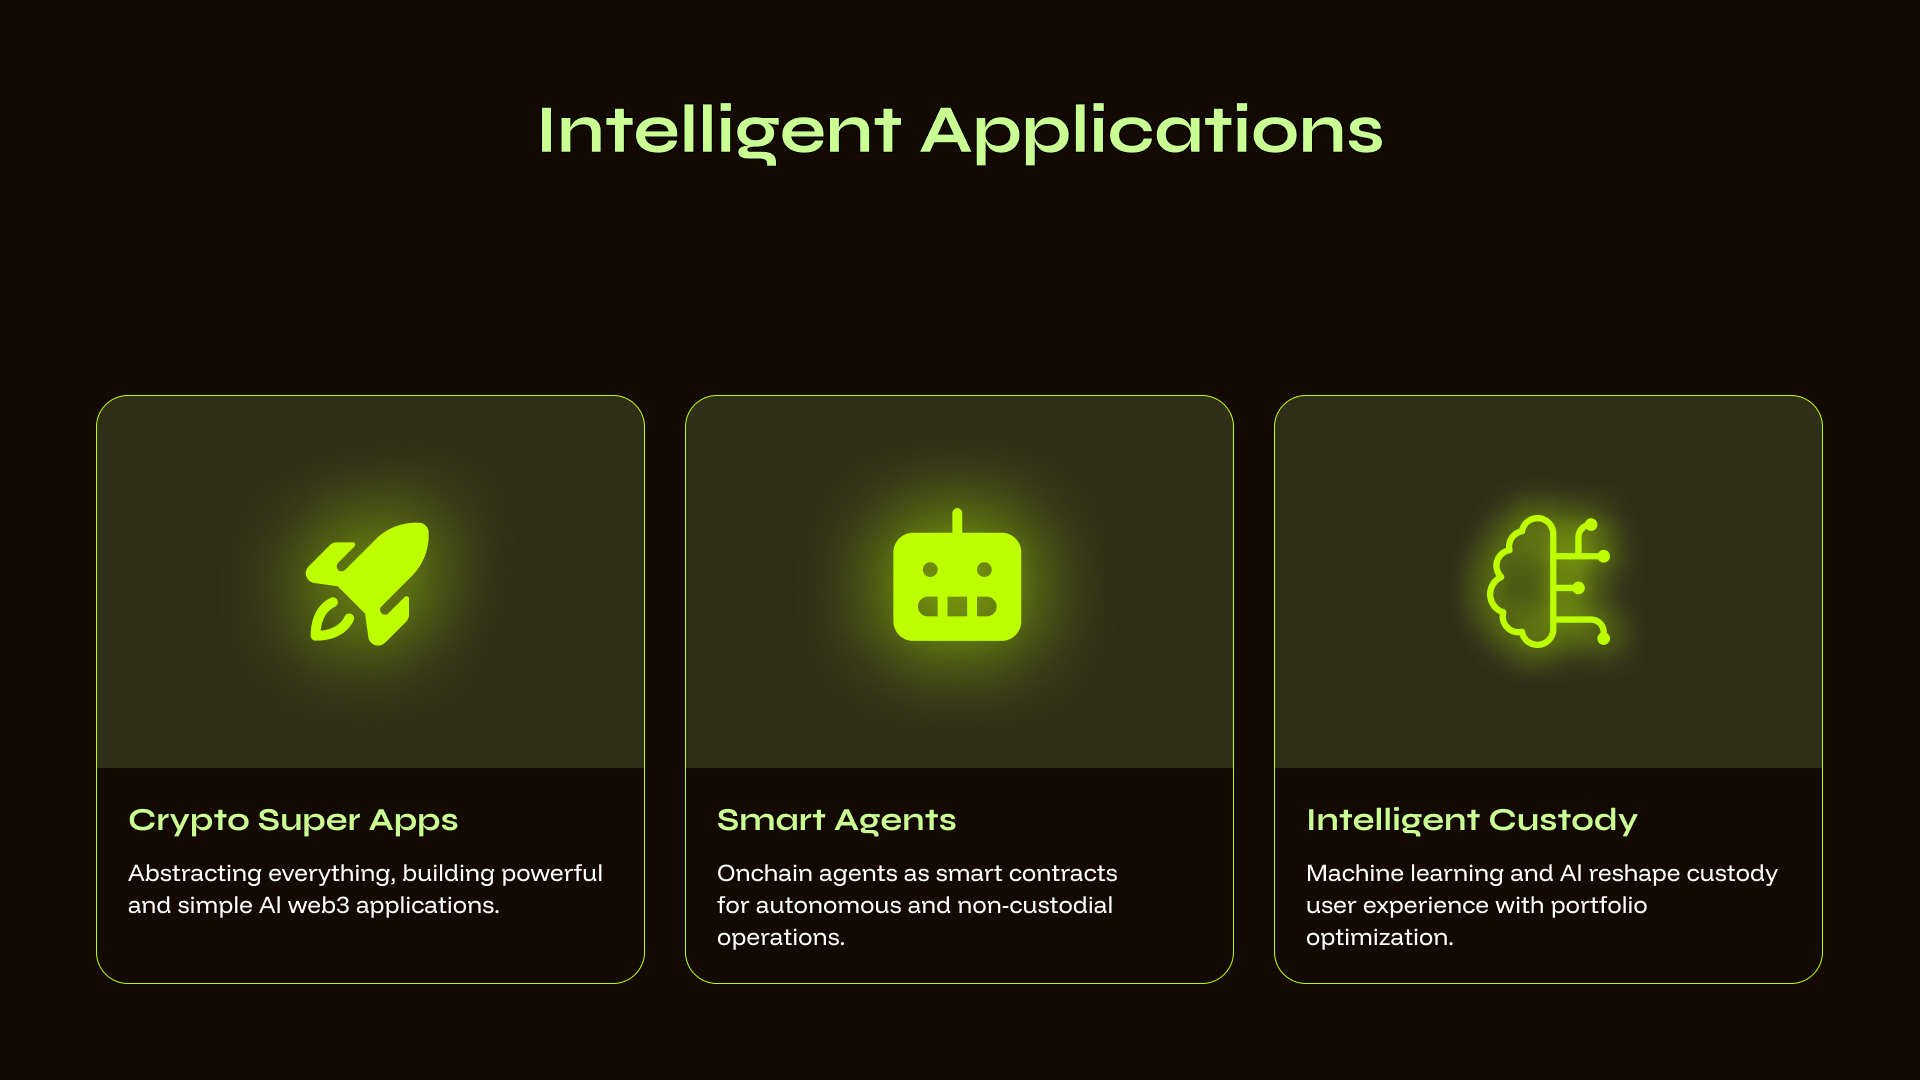 Intelligent Applications
Crypto Super Apps
Abstracting everything, building powerful
and simple AI web3 applications.
Smart Agents
Onchain agents as smart contracts
for autonomous and non-custodial
operations.
Intelligent Custody
Machine learning and AI reshape custody
user experience with portfolio
optimization.